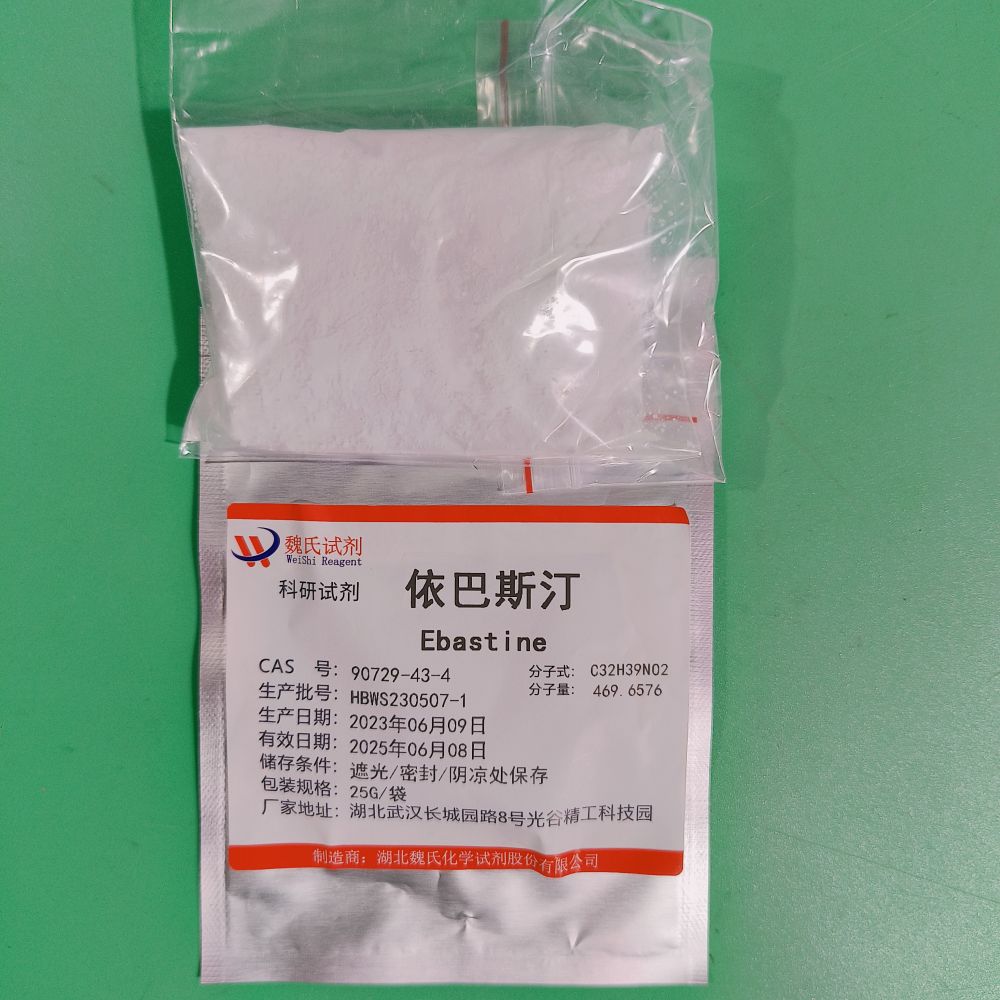 魏氏试剂
WeiShi Reagent
科研试剂
依巴斯汀
Ebastine
CAS 号: 90729-43-4
分子式: C32H39NO2
生产批号: HBWS230507-1
分子量: 469.6576
生产日期: 2023年06月09日
有效日期: 2025年06月08日
储存条件: 遮光/密封/阴凉处保存
包装规格: 25G/袋
厂家地址: 湖北武汉长城园路8号光谷精工科技园
制造商: 湖北魏氏化学试剂股份有限公司